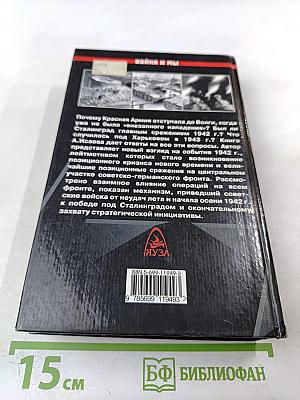 ВОЙНА И МЫ
Почему Красная Армия отступала до Волги, когда
уже не было «внезапного нападения»? Был ли
Сталинград главным сражением 1942 г.? Что
случилось под Харьковом в 1943 г.? Книга
А.Исаева дает ответы на все эти вопросы. Автор
представляет новый взгляд на события 1942 г.,
лейтмотивом которых стало возникновение
позиционного кризиса нового времени и вели-
чайшие позиционные сражения на центральном
участке советско-германского фронта. Рассмо-
трено взаимное влияние операций на всем
фронте, показан механизм, приведший совет-
ские войска от неудач лета и начала осени 1942 г.
к победе под Сталинградом и окончательному
захвату стратегической инициативы.
ЯУЗА
ISBN 5-699-11949-3
9 785699 119493 >
15 см
БФ БИБЛИОФАН